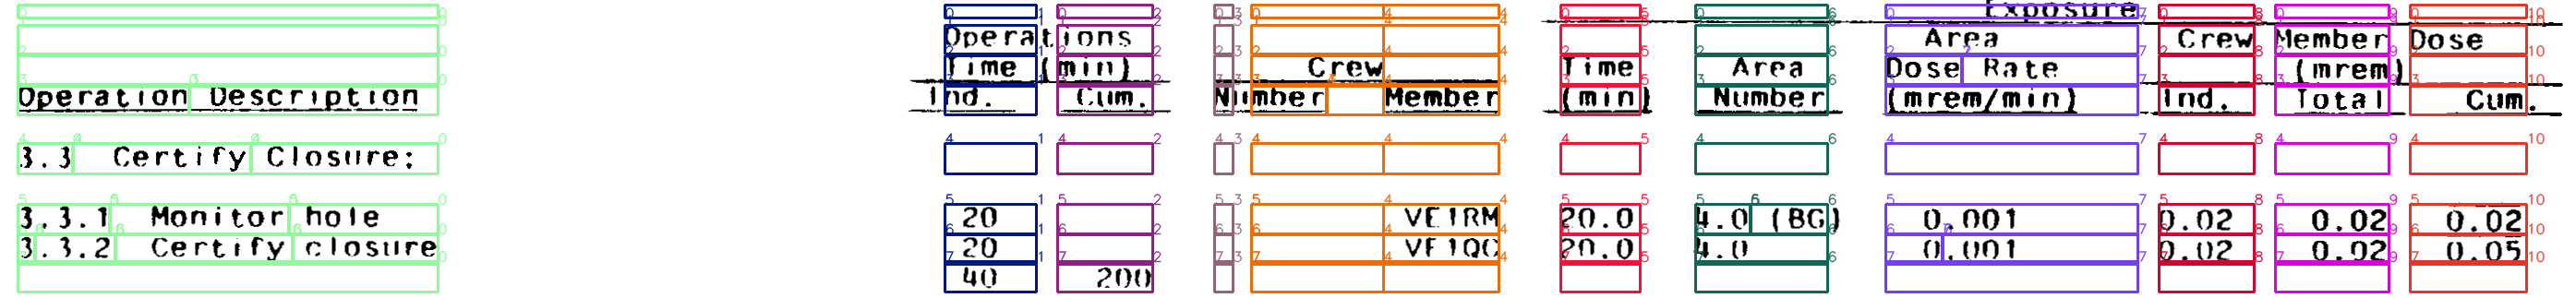 Exposure
Operations Area Crew Member Dose
Time (min) Crew Time Area Dose Rate (mrem)
Operation Description Ind. Cum. Number Member (min) Number (mrem/min) Ind. Total Cum.
3.3 Certify Closure:
3.3.1 Monitor hole 20 VE1RM 20.0 4.0 (BG) 0.001 0.02 0.02 0.02
3.3.2 Certify closure 20 VF1QC 20.0 4.0 0.001 0.02 0.02 0.05
40 200